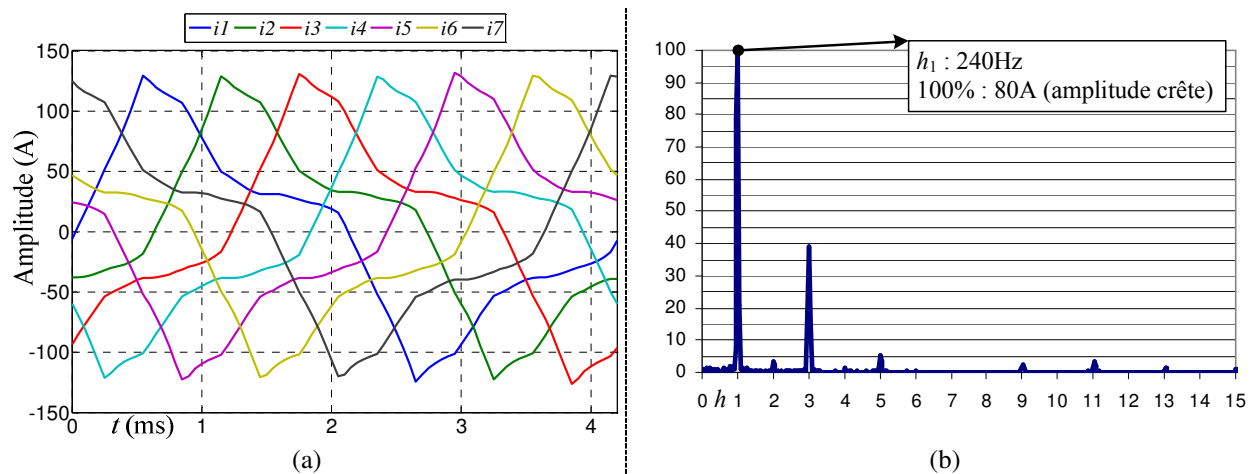 i1 i2 i3 i4 i5 i6 i7
150
100
50
0
-50
-100
-150
Amplitude (A)
0 t (ms) 1 2 3 4
(a)
100
90
80
70
60
50
40
30
20
10
0
h₁ : 240Hz
100% : 80A (amplitude crête)
0 h 1 2 3 4 5 6 7 8 9 10 11 12 13 14 15
(b)